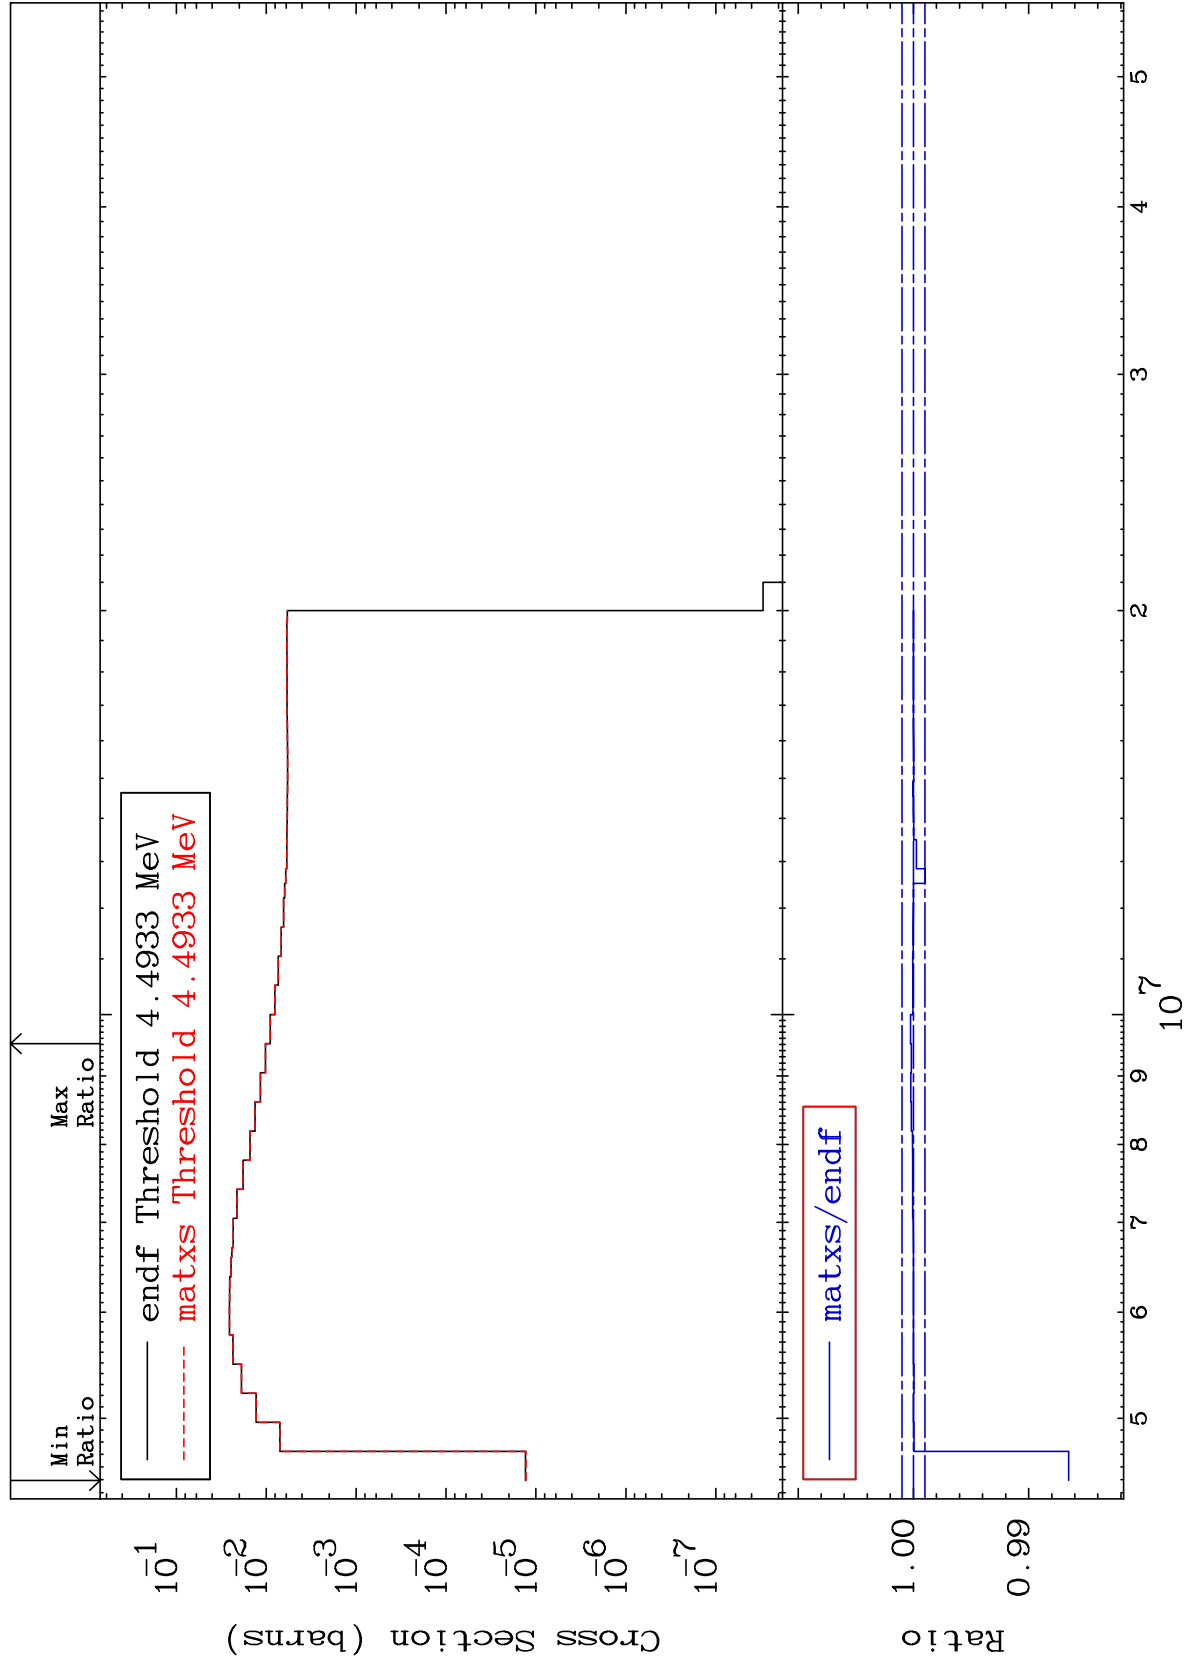 Min
Ratio
Max
Ratio
endf Threshold 4.4933 MeV
matxs Threshold 4.4933 MeV
Cross Section (barns)
10-1
10-2
10-3
10-4
10-5
10-6
10-7
matxs/endf
Ratio
1.00
0.99
5 6 7 8 9 2 3 4 5
10 7